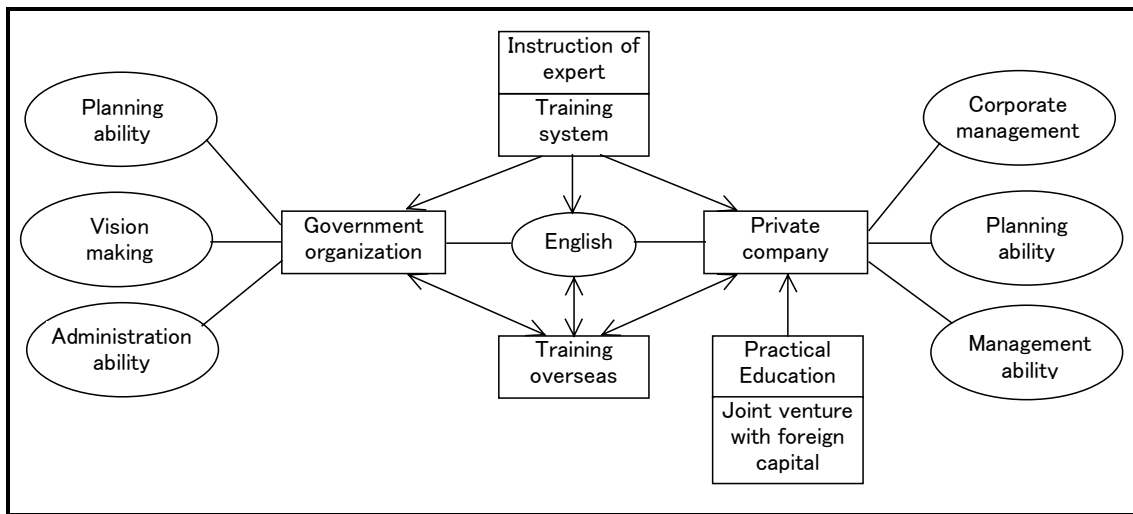 Instruction of
expert
Training
system
Planning
ability
Vision
making
Administration
ability
Government
organization
English
Private
company
Corporate
management
Planning
ability
Management
ability
Training
overseas
Practical
Education
Joint venture
with foreign
capital